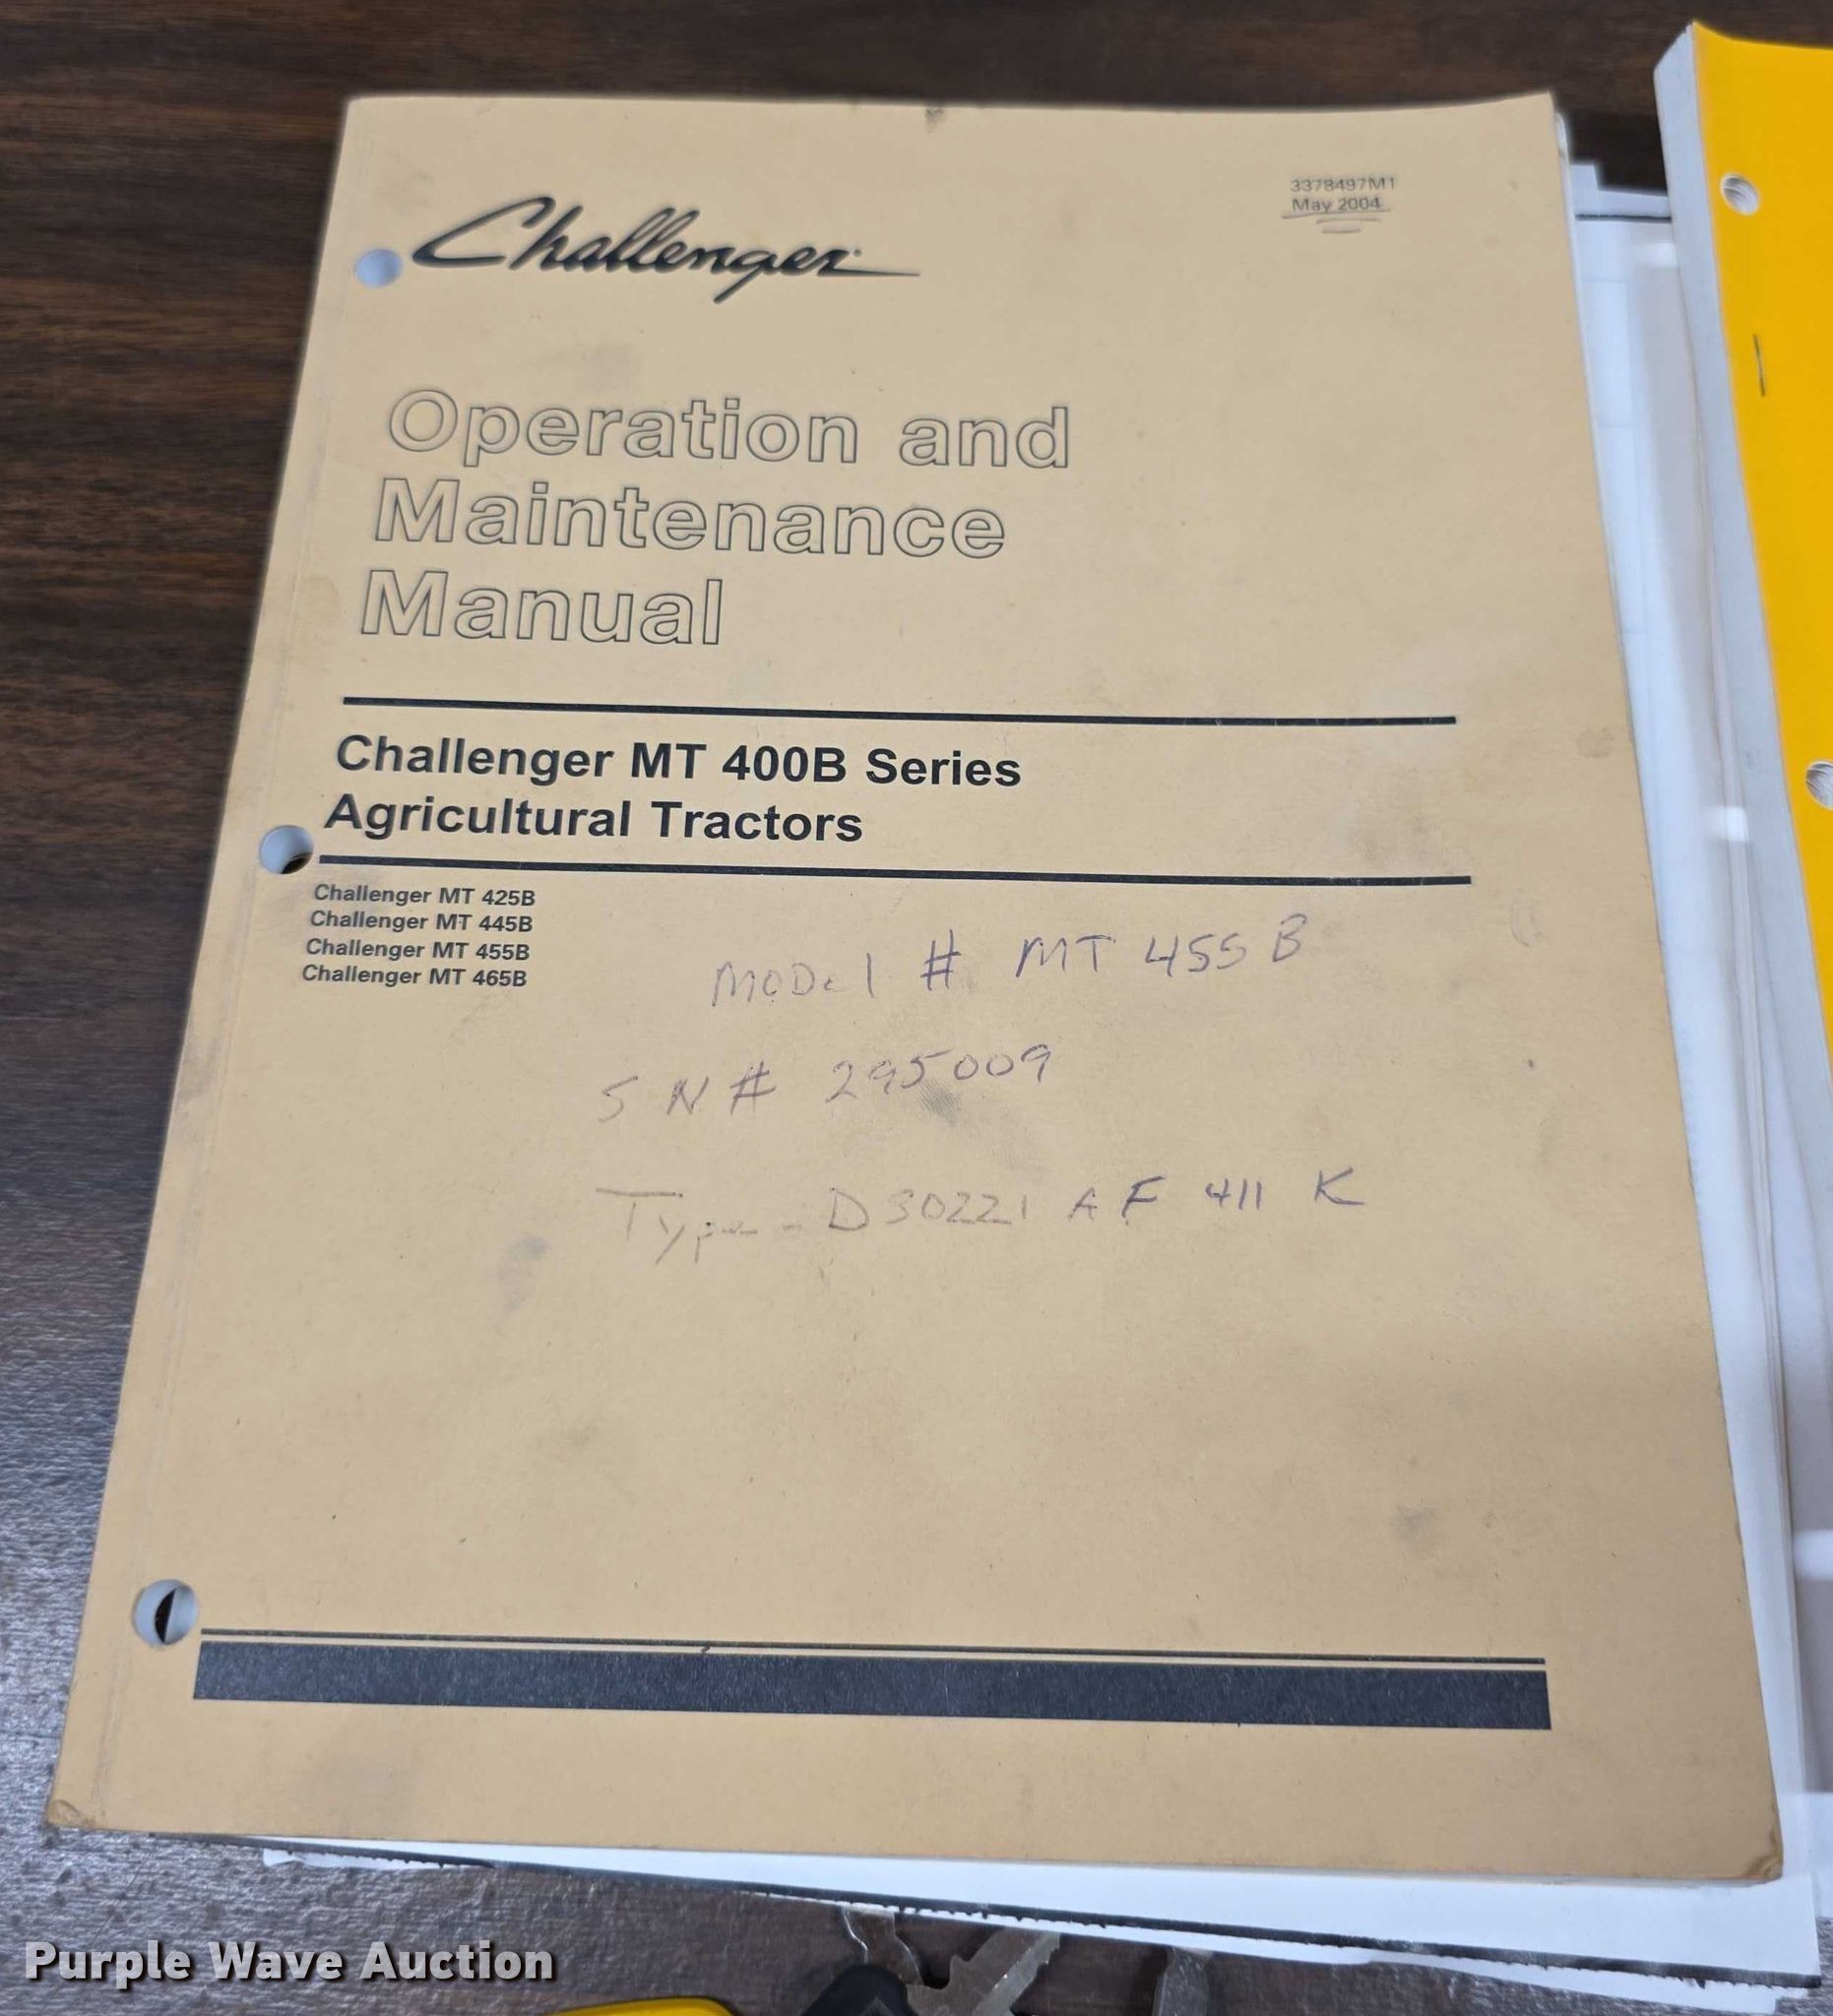 3378497M1
May 2004
Challenger
Operation and
Maintenance
Manual
Challenger MT 400B Series
Agricultural Tractors
Challenger MT 425B
Challenger MT 445B
Challenger MT 455B
Challenger MT 465B
MODel # MT 455 B
SN# 295009
Type - D30221 AF 411 K
Purple Wave Auction